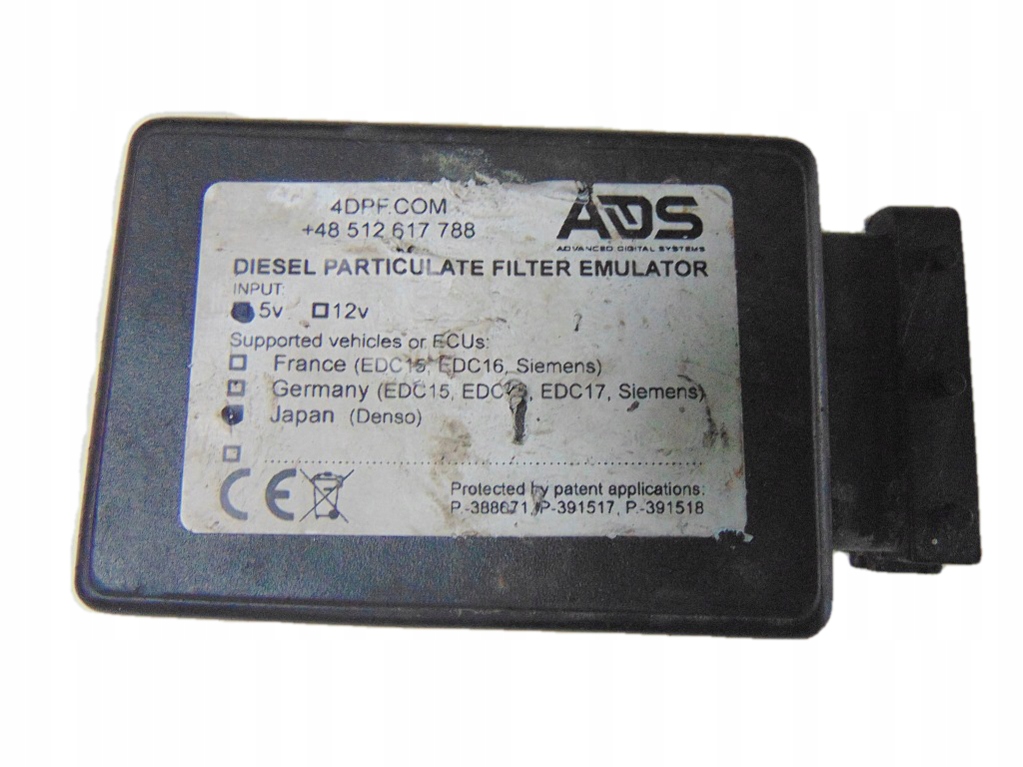 4DPF.COM
+48 512 617 788
ADS
ADVANCED DIGITAL SYSTEMS
DIESEL PARTICULATE FILTER EMULATOR
INPUT:
5v 12v
Supported vehicles or ECUs:
France (EDC15, EDC16, Siemens)
Germany (EDC15, EDC17, Siemens)
Japan (Denso)
CE
Protected by patent applications:
P.-388671, P-391517, P.-391518